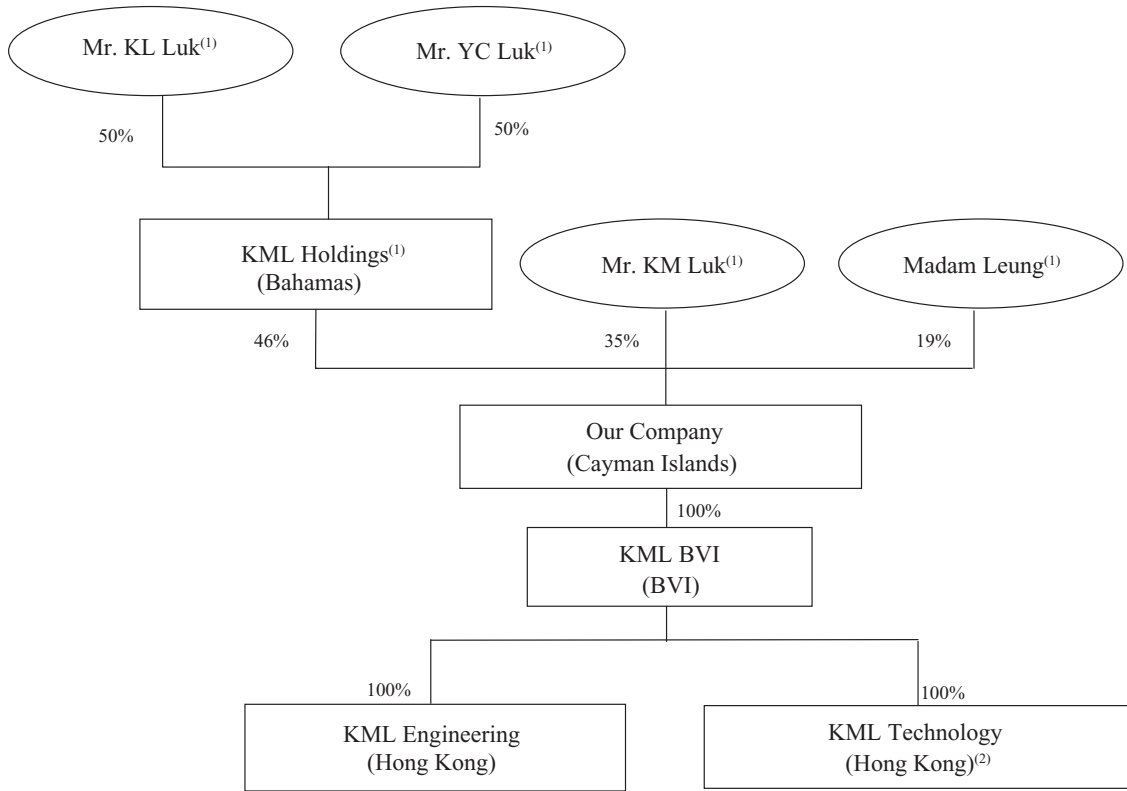 Mr. KL Luk(1)
Mr. YC Luk(1)
50%
50%
KML Holdings(1)
(Bahamas)
Mr. KM Luk(1)
Madam Leung(1)
46%
35%
19%
Our Company
(Cayman Islands)
100%
KML BVI
(BVI)
100%
100%
KML Engineering
(Hong Kong)
KML Technology
(Hong Kong)(2)